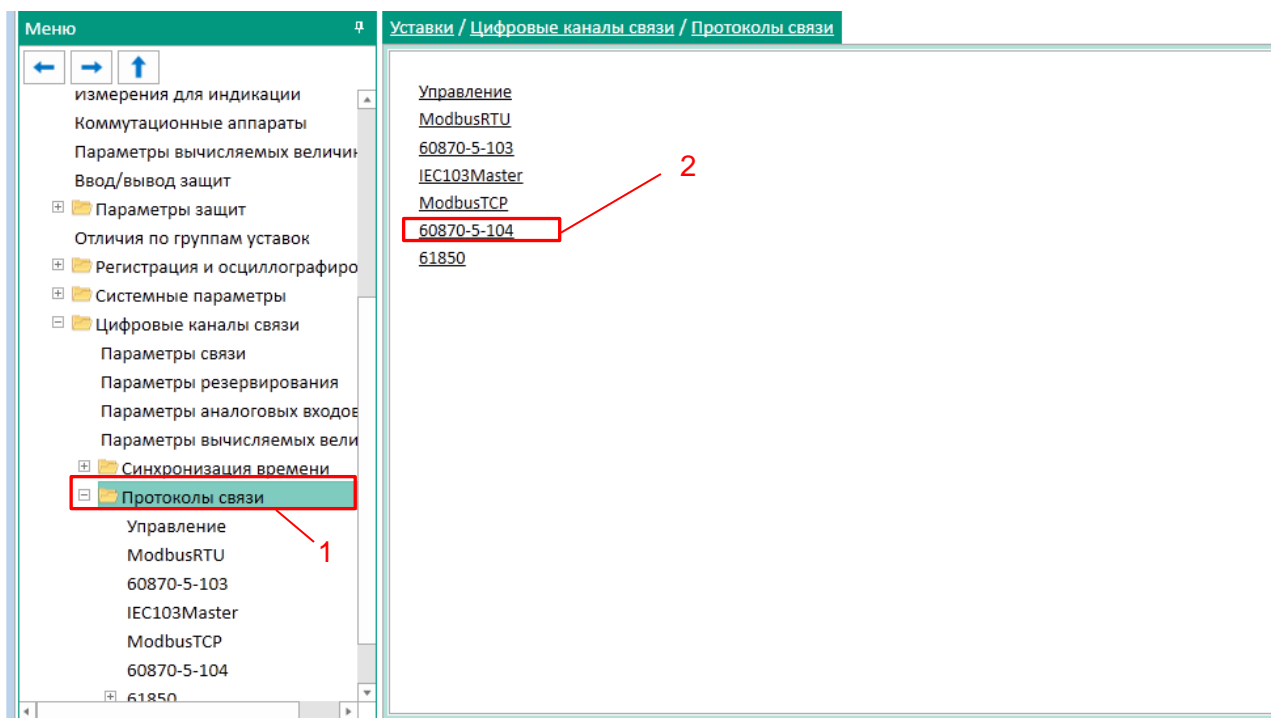 Меню
Уставки / Цифровые каналы связи / Протоколы связи
измерения для индикации
Коммутационные аппараты
Параметры вычисляемых величин
Ввод/вывод защит
Параметры защит
Отличия по группам уставок
Регистрация и осциллографиро
Системные параметры
Цифровые каналы связи
Параметры связи
Параметры резервирования
Параметры аналоговых входов
Параметры вычисляемых вели
Синхронизация времени
Протоколы связи
1
Управление
ModbusRTU
60870-5-103
IEC103Master
ModbusTCP
60870-5-104
61850
Управление
ModbusRTU
60870-5-103
IEC103Master
ModbusTCP
60870-5-104
61850
2